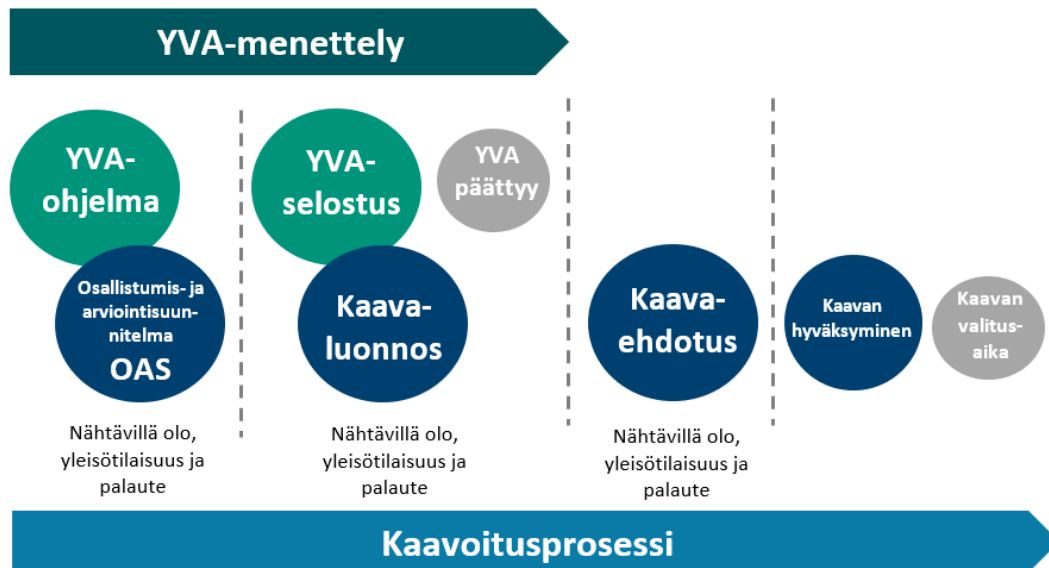 YVA-menettely
YVA-
ohjelma
Osallistumis- ja
arviointisuun-
nitelma
OAS
Nähtävillä olo,
yleisötilaisuus ja
palaute
YVA-
selostus
YVA
päättyy
Kaava-
luonnos
Nähtävillä olo,
yleisötilaisuus ja
palaute
Kaava-
ehdotus
Nähtävillä olo,
yleisötilaisuus ja
palaute
Kaavan
hyväksyminen
Kaavan
valitus-
aika
Kaavoitusprosessi